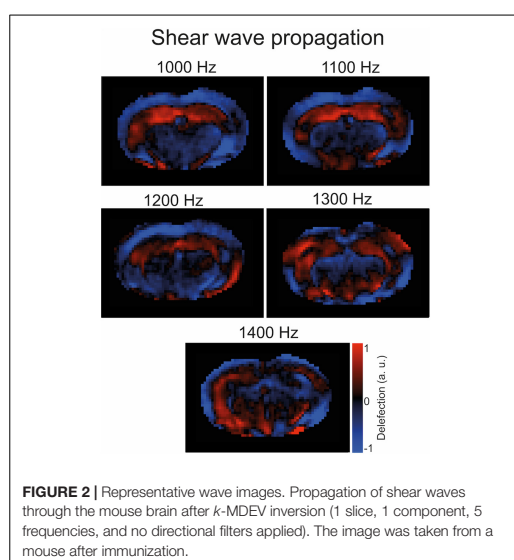 Shear wave propagation
1000 Hz
1100 Hz
1200 Hz
1300 Hz
1400 Hz
1
0
-1
Delefection (a. u.)
FIGURE 2 | Representative wave images. Propagation of shear waves
through the mouse brain after k-MDEV inversion (1 slice, 1 component, 5
frequencies, and no directional filters applied). The image was taken from a
mouse after immunization.